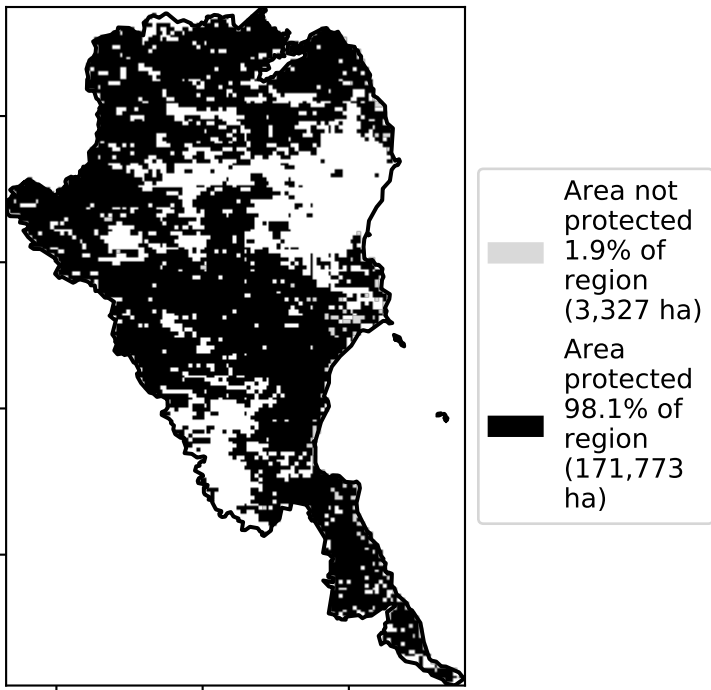 Area not
protected
1.9% of
region
(3,327 ha)
Area
protected
98.1% of
region
(171,773
ha)